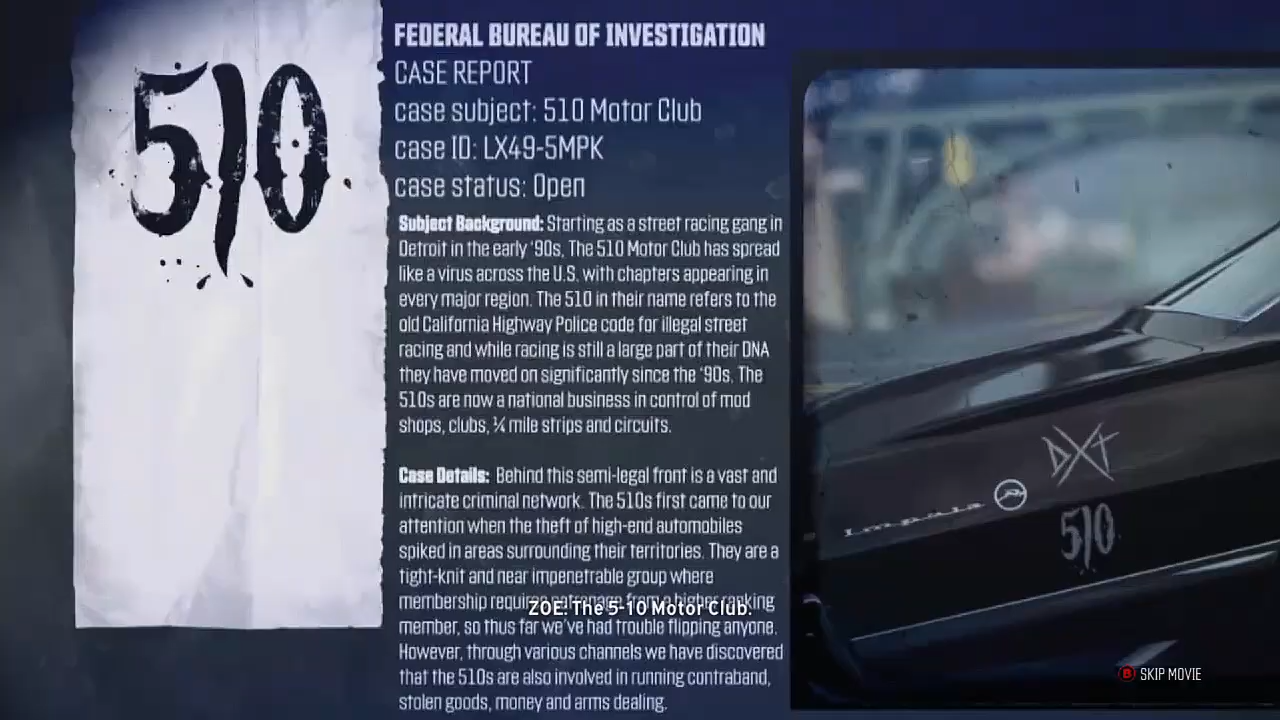 510
FEDERAL BUREAU OF INVESTIGATION
CASE REPORT
case subject: 510 Motor Club
case ID: LX49-5MPK
case status: Open
Subject Background: Starting as a street racing gang in
Detroit in the early '90s, The 510 Motor Club has spread
like a virus across the U.S. with chapters appearing in
every major region. The 510 in their name refers to the
old California Highway Police code for illegal street
racing and while racing is still a large part of their DNA
they have moved on significantly since the '90s. The
510s are now a national business in control of mod
shops, clubs, ¼ mile strips and circuits.
Case Details: Behind this semi-legal front is a vast and
intricate criminal network. The 510s first came to our
attention when the theft of high-end automobiles
spiked in areas surrounding their territories. They are a
tight-knit and near impenetrable group where
membership requires patronage from a higher ranking
ZOE: The 5-10 Motor Club.
member, so thus far we've had trouble flipping anyone.
However, through various channels we have discovered
that the 510s are also involved in running contraband,
stolen goods, money and arms dealing.
DXT
Impala
510
B SKIP MOVIE